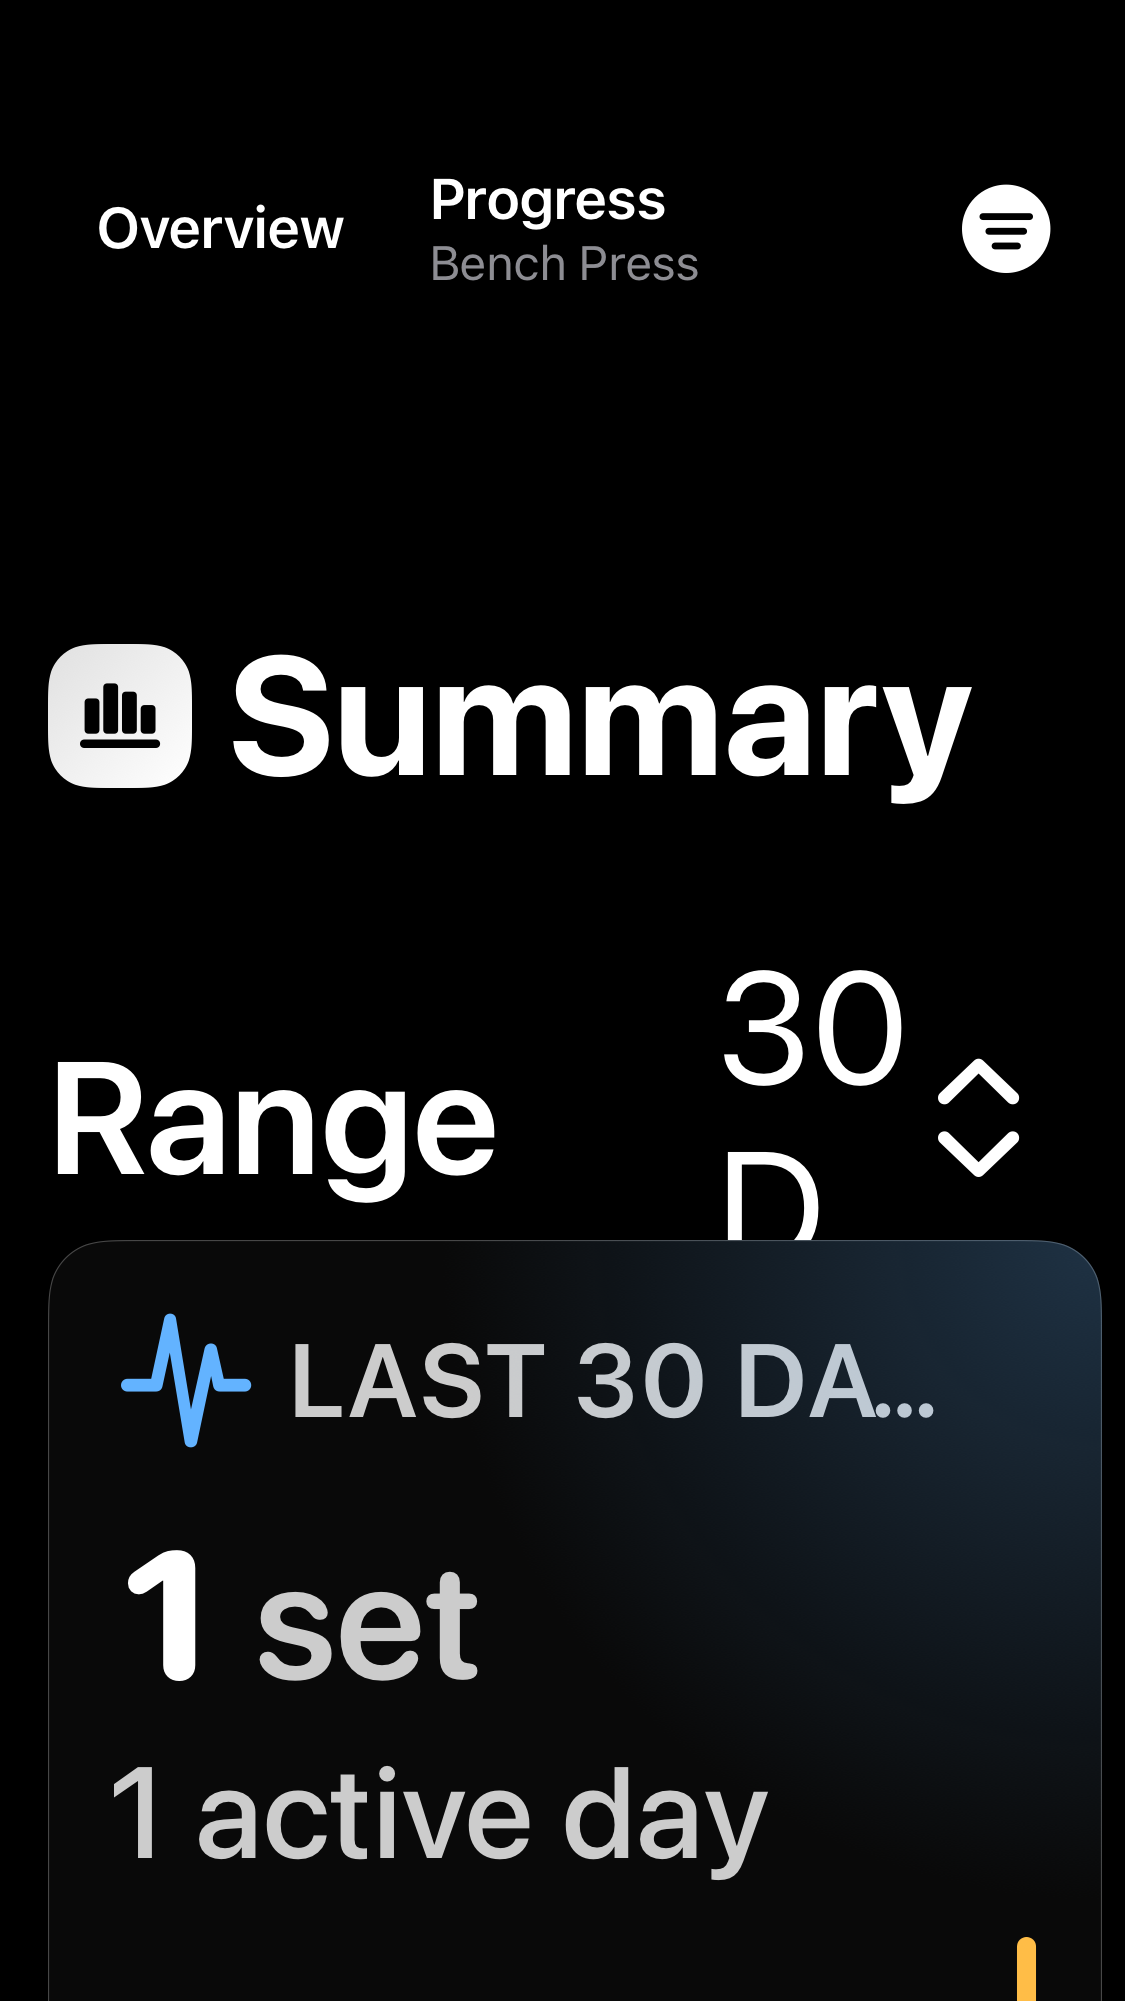 Overview
Progress
Bench Press
Summary
Range
30
D
LAST 30 DA...
1 set
1 active day